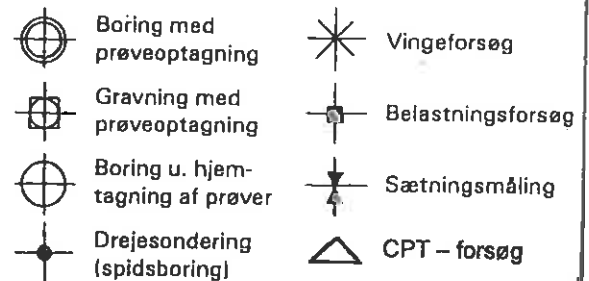 Boring med
prøveoptagning
Gravning med
prøveoptagning
Boring u. hjem-
tagning af prøver
Drejesondering
(spidsboring)
Vingeforsøg
Belastningsforsøg
Sætningsmåling
CPT – forsøg